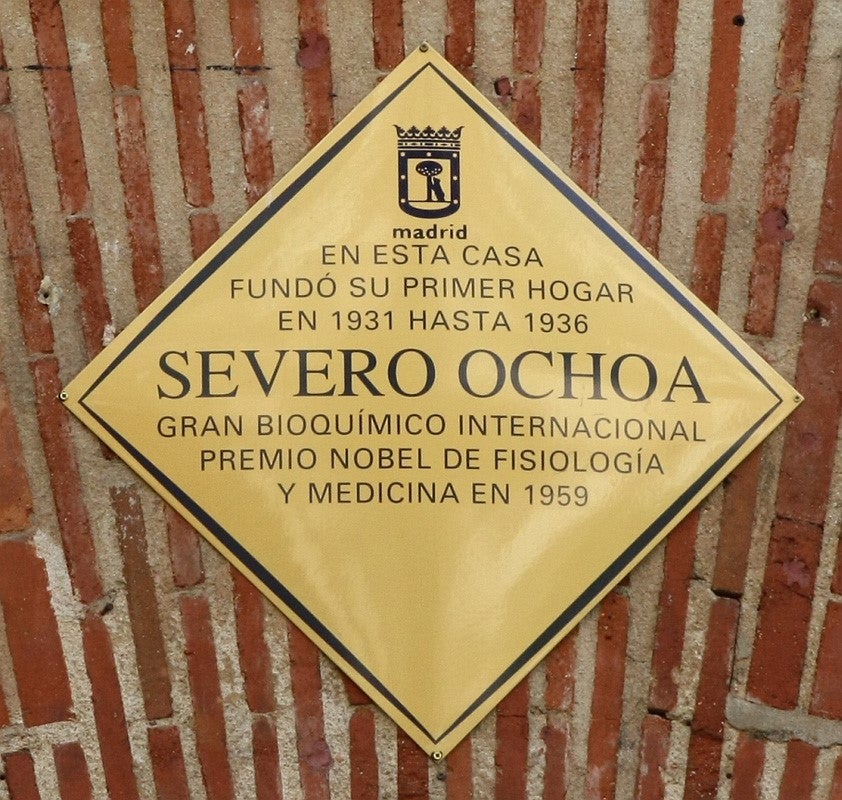 madrid
EN ESTA CASA
FUNDÓ SU PRIMER HOGAR
EN 1931 HASTA 1936
SEVERO OCHOA
GRAN BIOQUÍMICO INTERNACIONAL
PREMIO NOBEL DE FISIOLOGÍA
Y MEDICINA EN 1959